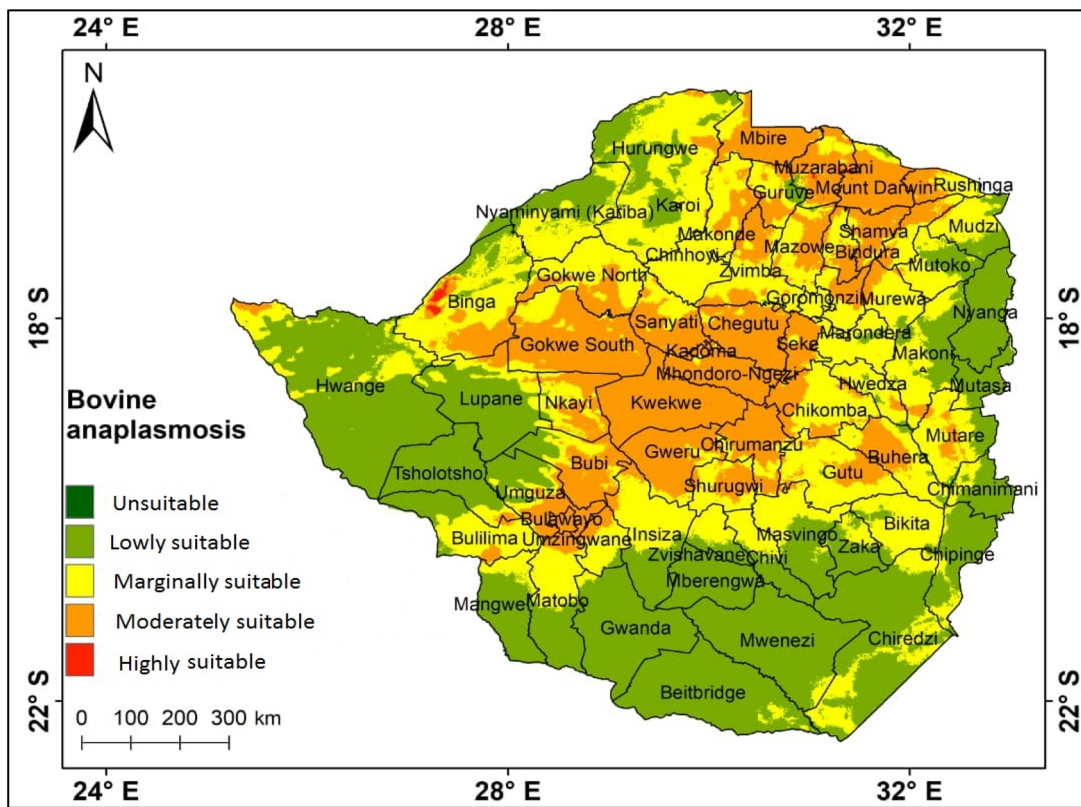 24° E 28° E 32° E
N
Mbire
Hurungwe
Muzarabani
Mount Darwin
Rushinga
Guruve
Karoi
Nyaminyami (Kariba)
Makonde
Shamva
Mudzi
Mazowe
Bindura
Chinhoyi
Zvimba
Mutoko
Gokwe North
Binga
Goromonzi
Murewa
Nyanga
18° S 18° S
Sanyati
Chegutu
Marondera
Gokwe South
Kadoma
Seke
Makoni
Mhondoro-Ngezi
Hwange
Hwedza
Mutasa
Lupane
Nkayi
Kwekwe
Chikomba
Bovine
anaplasmosis
Gweru
Chirumanzu
Mutare
Bubi
Buhera
Tsholotsho
Gutu
Umguza
Shurugwi
Chimanimani
Unsuitable
Bulawayo
Bikita
Lowly suitable
Bulilima
Umzingwane
Insiza
Masvingo
Zvishavane
Chivi
Zaka
Chipinge
Marginally suitable
Mberengwa
Mangwe
Matobo
Moderately suitable
Gwanda
Mwenezi
Chiredzi
Highly suitable
Beitbridge
22° S 22° S
0 100 200 300 km
24° E 28° E 32° E